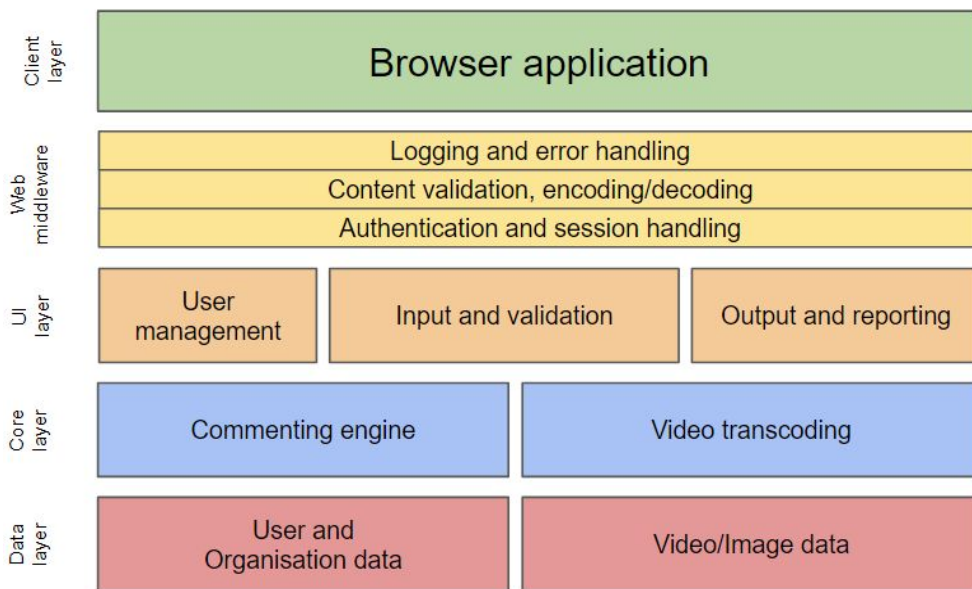 Client
layer
Browser application
Web
middleware
Logging and error handling
Content validation, encoding/decoding
Authentication and session handling
UI
layer
User
management
Input and validation
Output and reporting
Core
layer
Commenting engine
Video transcoding
Data
layer
User and
Organisation data
Video/Image data